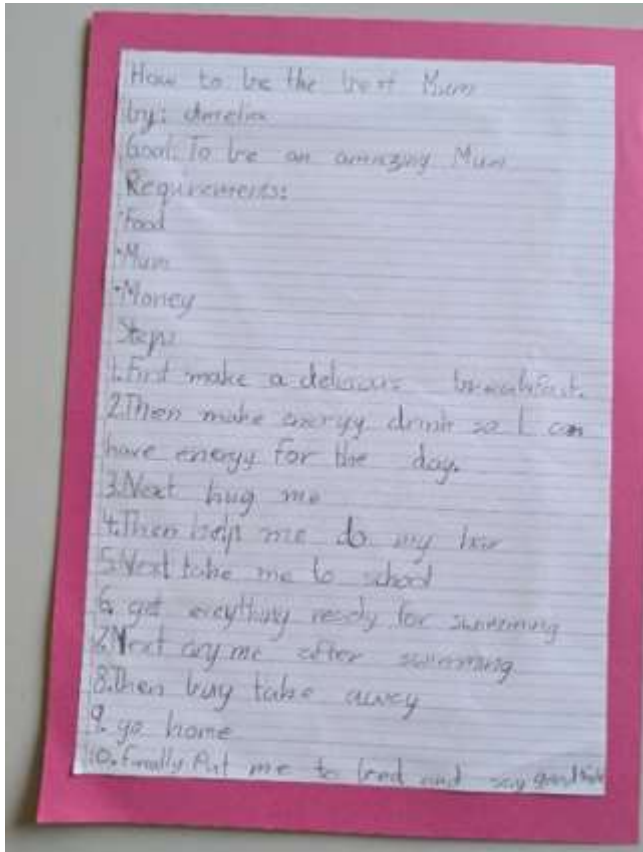 How to be the best Mum
by: Amelia
Goal: To be an amazing Mum
Requirements:
·Food
·Mum
·Money
Steps
1.First make a delicous breakfast.
2.Then make energy drink so I can
have energy for the day.
3.Next hug me
4.Then help me do my hair
5.Next take me to school
6. get everything ready for swimming
7.Next dry me after swimming
8.Then buy take away
9. go home
10.Finally Put me to bed and say